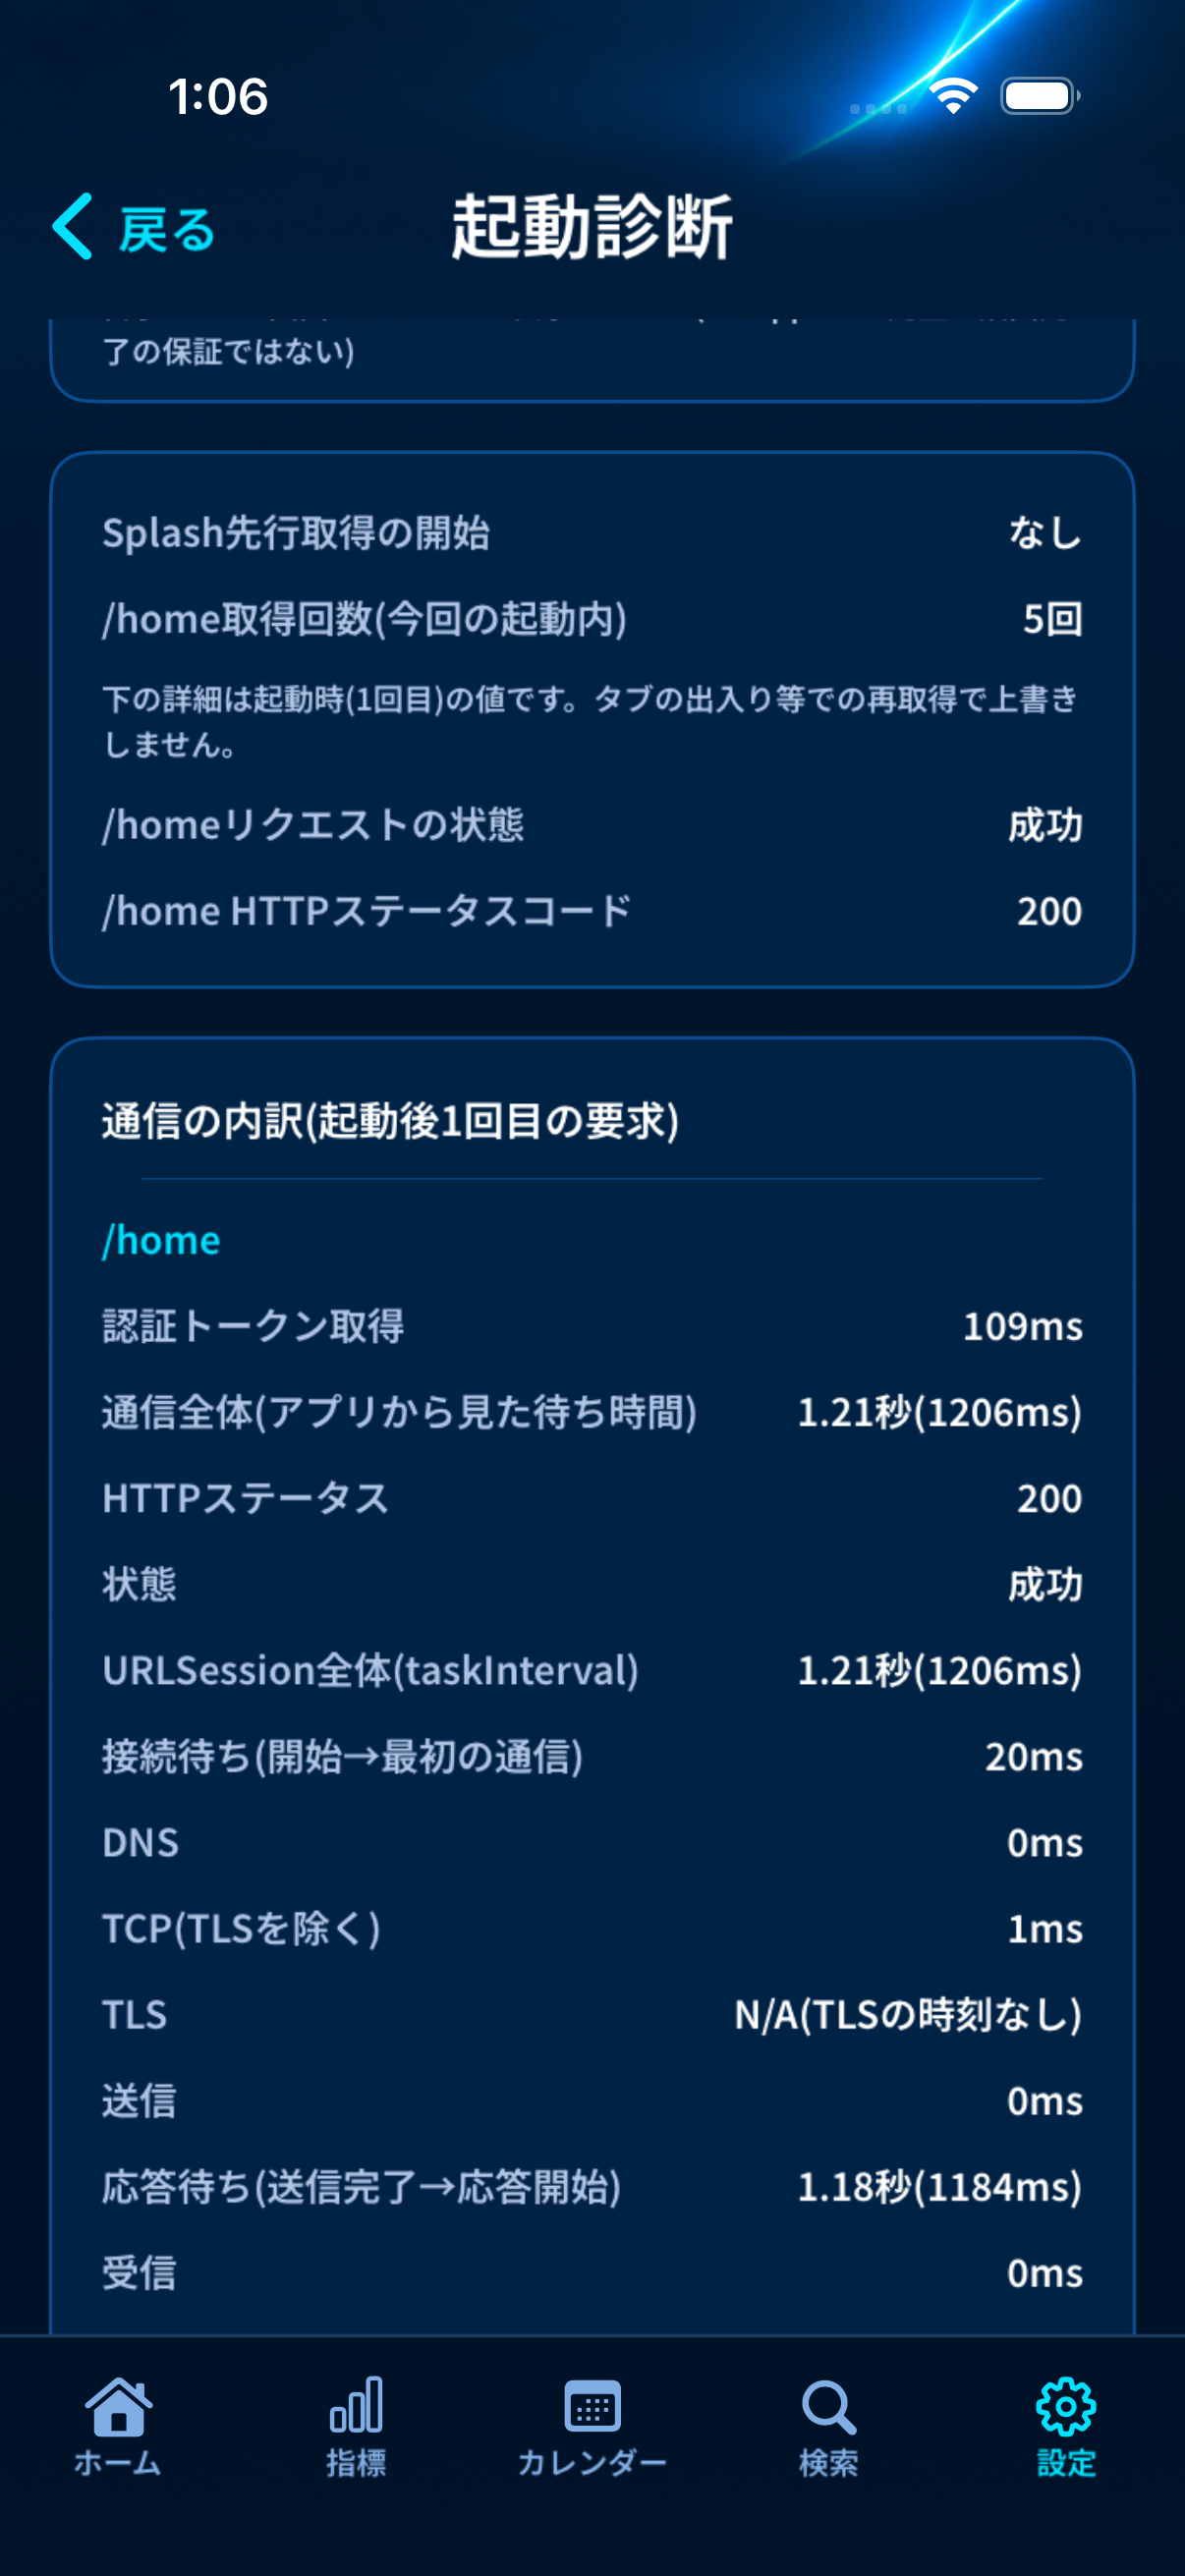 1:06
戻る
起動診断
了の保証ではない)
Splash先行取得の開始 なし
/home取得回数(今回の起動内) 5回
下の詳細は起動時(1回目)の値です。タブの出入り等での再取得で上書き
しません。
/homeリクエストの状態 成功
/home HTTPステータスコード 200
通信の内訳(起動後1回目の要求)
/home
認証トークン取得 109ms
通信全体(アプリから見た待ち時間) 1.21秒(1206ms)
HTTPステータス 200
状態 成功
URLSession全体(taskInterval) 1.21秒(1206ms)
接続待ち(開始→最初の通信) 20ms
DNS 0ms
TCP(TLSを除く) 1ms
TLS N/A(TLSの時刻なし)
送信 0ms
応答待ち(送信完了→応答開始) 1.18秒(1184ms)
受信 0ms
ホーム 指標 カレンダー 検索 設定